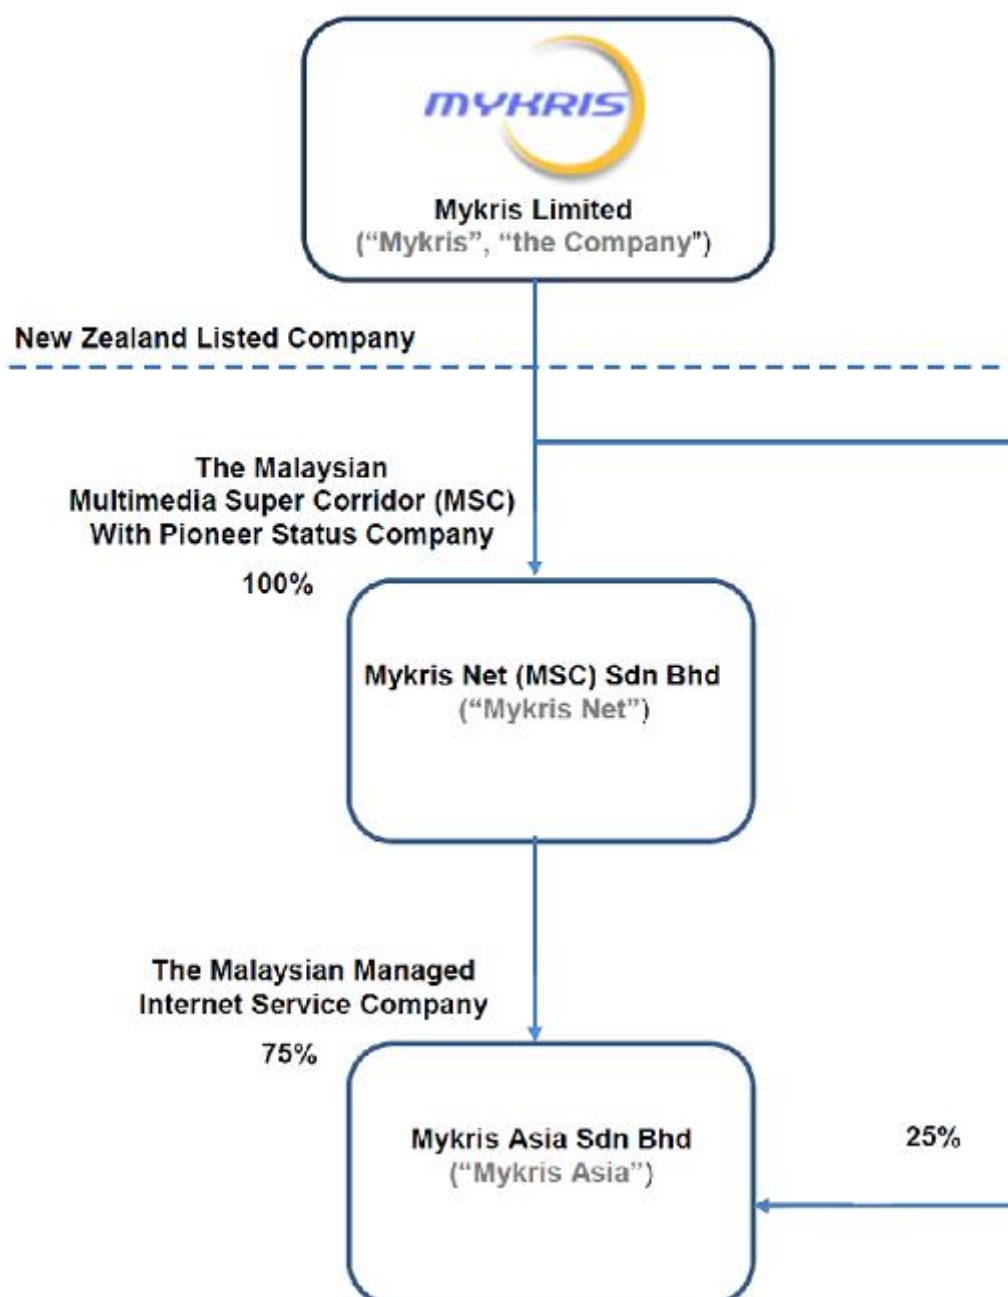 MYKRIS
Mykris Limited
(“Mykris”, “the Company”)
New Zealand Listed Company
The Malaysian
Multimedia Super Corridor (MSC)
With Pioneer Status Company
100%
Mykris Net (MSC) Sdn Bhd
(“Mykris Net”)
The Malaysian Managed
Internet Service Company
75%
Mykris Asia Sdn Bhd
(“Mykris Asia”)
25%